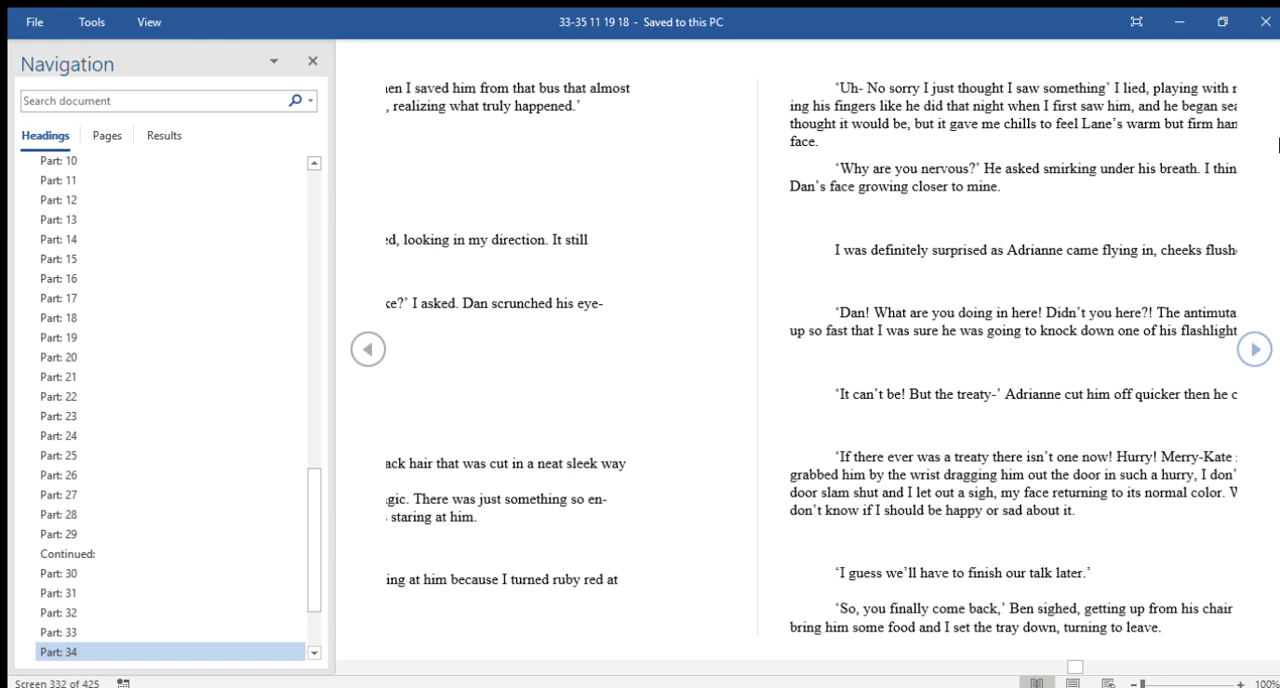 File Tools View 33-35 11 19 18 - Saved to this PC
Navigation
Search document
Headings Pages Results
Part: 10
Part: 11
Part: 12
Part: 13
Part: 14
Part: 15
Part: 16
Part: 17
Part: 18
Part: 19
Part: 20
Part: 21
Part: 22
Part: 23
Part: 24
Part: 25
Part: 26
Part: 27
Part: 28
Part: 29
Continued:
Part: 30
Part: 31
Part: 32
Part: 33
Part: 34
I saved him from that bus that almost
, realizing what truly happened.’
ed, looking in my direction. It still
ke?’ I asked. Dan scrunched his eye-
ack hair that was cut in a neat sleek way
gic. There was just something so en-
staring at him.
ing at him because I turned ruby red at
‘Uh- No sorry I just thought I saw something’ I lied, playing with
ing his fingers like he did that night when I first saw him, and he began sea
thought it would be, but it gave me chills to feel Lane’s warm but firm han
face.
‘Why are you nervous?’ He asked smirking under his breath. I thin
Dan’s face growing closer to mine.
I was definitely surprised as Adrianne came flying in, cheeks flush
‘Dan! What are you doing in here! Didn’t you here?! The antimuta
up so fast that I was sure he was going to knock down one of his flashlight
‘It can’t be! But the treaty-’ Adrianne cut him off quicker then he c
‘If there ever was a treaty there isn’t one now! Hurry! Merry-Kate
grabbed him by the wrist dragging him out the door in such a hurry, I don’
door slam shut and I let out a sigh, my face returning to its normal color.
don’t know if I should be happy or sad about it.
‘I guess we’ll have to finish our talk later.’
‘So, you finally come back,’ Ben sighed, getting up from his chair
bring him some food and I set the tray down, turning to leave.
Screen 332 of 425 100%